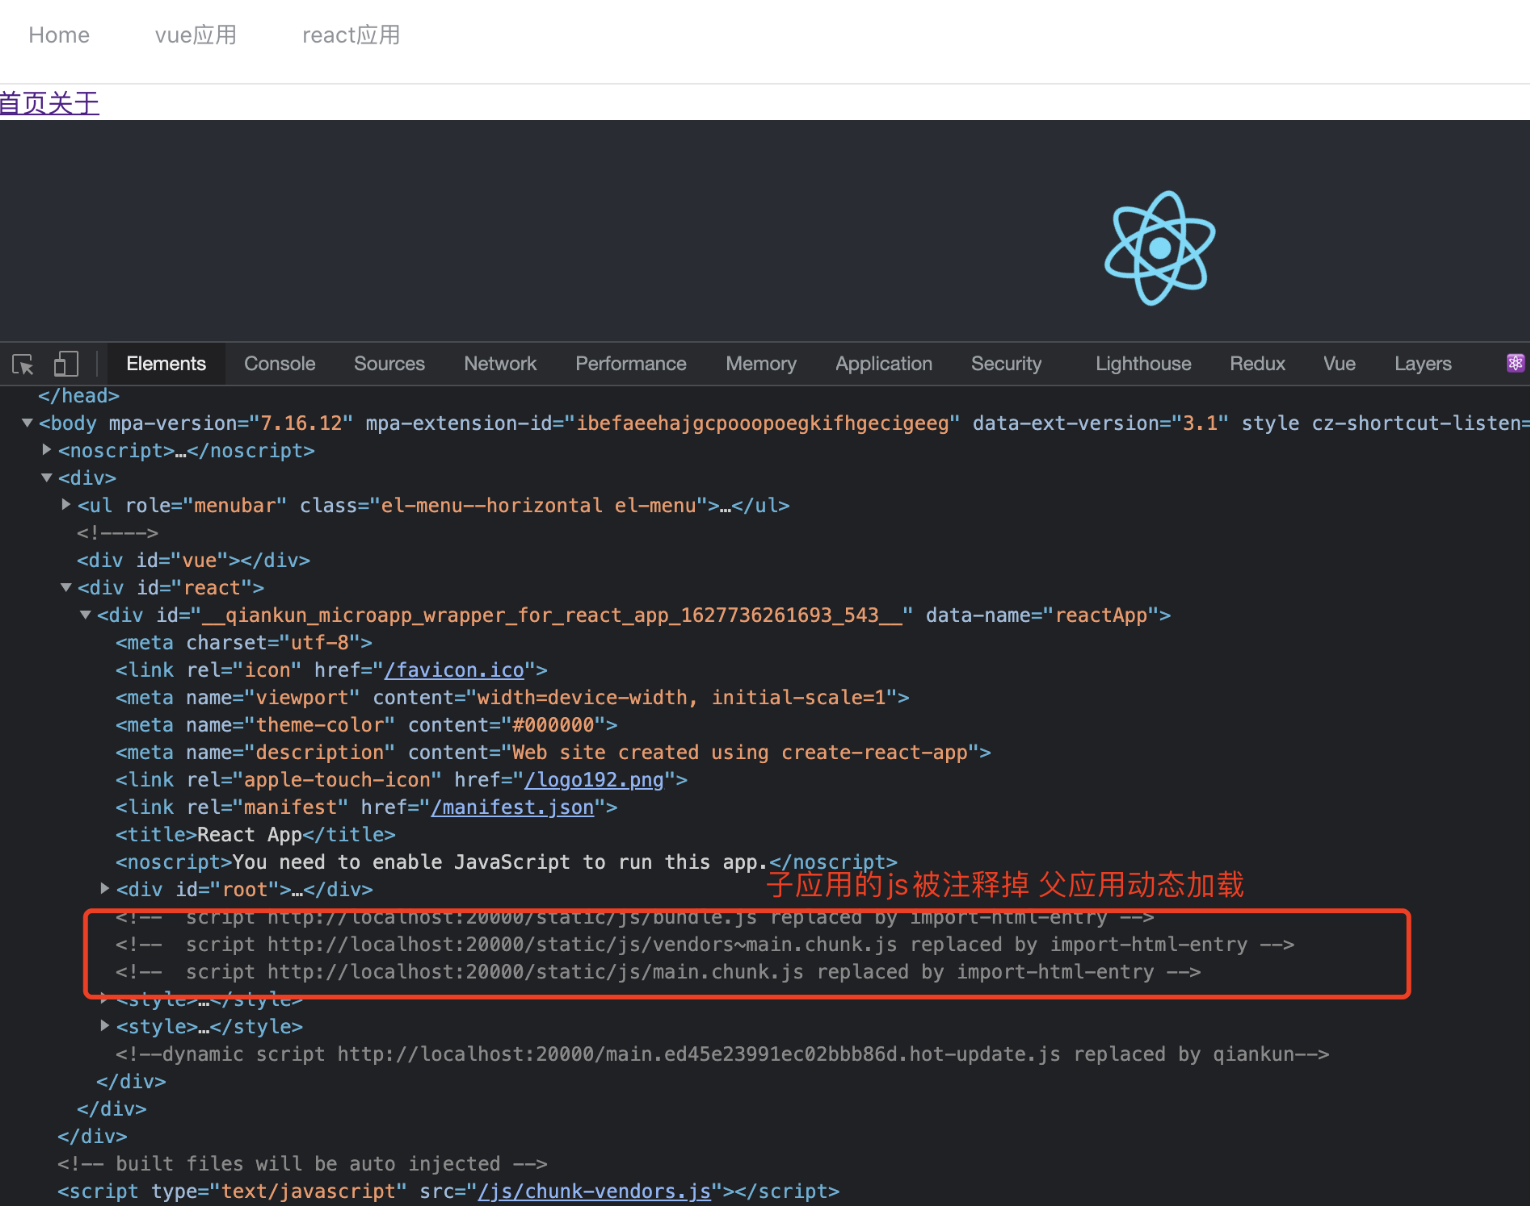 Home vue应用 react应用
首页关于
Elements Console Sources Network Performance Memory Application Security Lighthouse Redux Vue Layers
</head>
<body mpa-version="7.16.12" mpa-extension-id="ibefaeehajgcpooopoegkifhgecigeeg" data-ext-version="3.1" style cz-shortcut-listen=
<noscript>…</noscript>
<div>
<ul role="menubar" class="el-menu--horizontal el-menu">…</ul>
<!---->
<div id="vue"></div>
<div id="react">
<div id="__qiankun_microapp_wrapper_for_react_app_1627736261693_543__" data-name="reactApp">
<meta charset="utf-8">
<link rel="icon" href="/favicon.ico">
<meta name="viewport" content="width=device-width, initial-scale=1">
<meta name="theme-color" content="#000000">
<meta name="description" content="Web site created using create-react-app">
<link rel="apple-touch-icon" href="/logo192.png">
<link rel="manifest" href="/manifest.json">
<title>React App</title>
<noscript>You need to enable JavaScript to run this app.</noscript>
<div id="root">…</div>
子应用的js被注释掉 父应用动态加载
<!--  script http://localhost:20000/static/js/bundle.js replaced by import-html-entry -->
<!--  script http://localhost:20000/static/js/vendors~main.chunk.js replaced by import-html-entry -->
<!--  script http://localhost:20000/static/js/main.chunk.js replaced by import-html-entry -->
<style>…</style>
<style>…</style>
<!--dynamic script http://localhost:20000/main.ed45e23991ec02bbb86d.hot-update.js replaced by qiankun-->
</div>
</div>
</div>
<!-- built files will be auto injected -->
<script type="text/javascript" src="/js/chunk-vendors.js"></script>